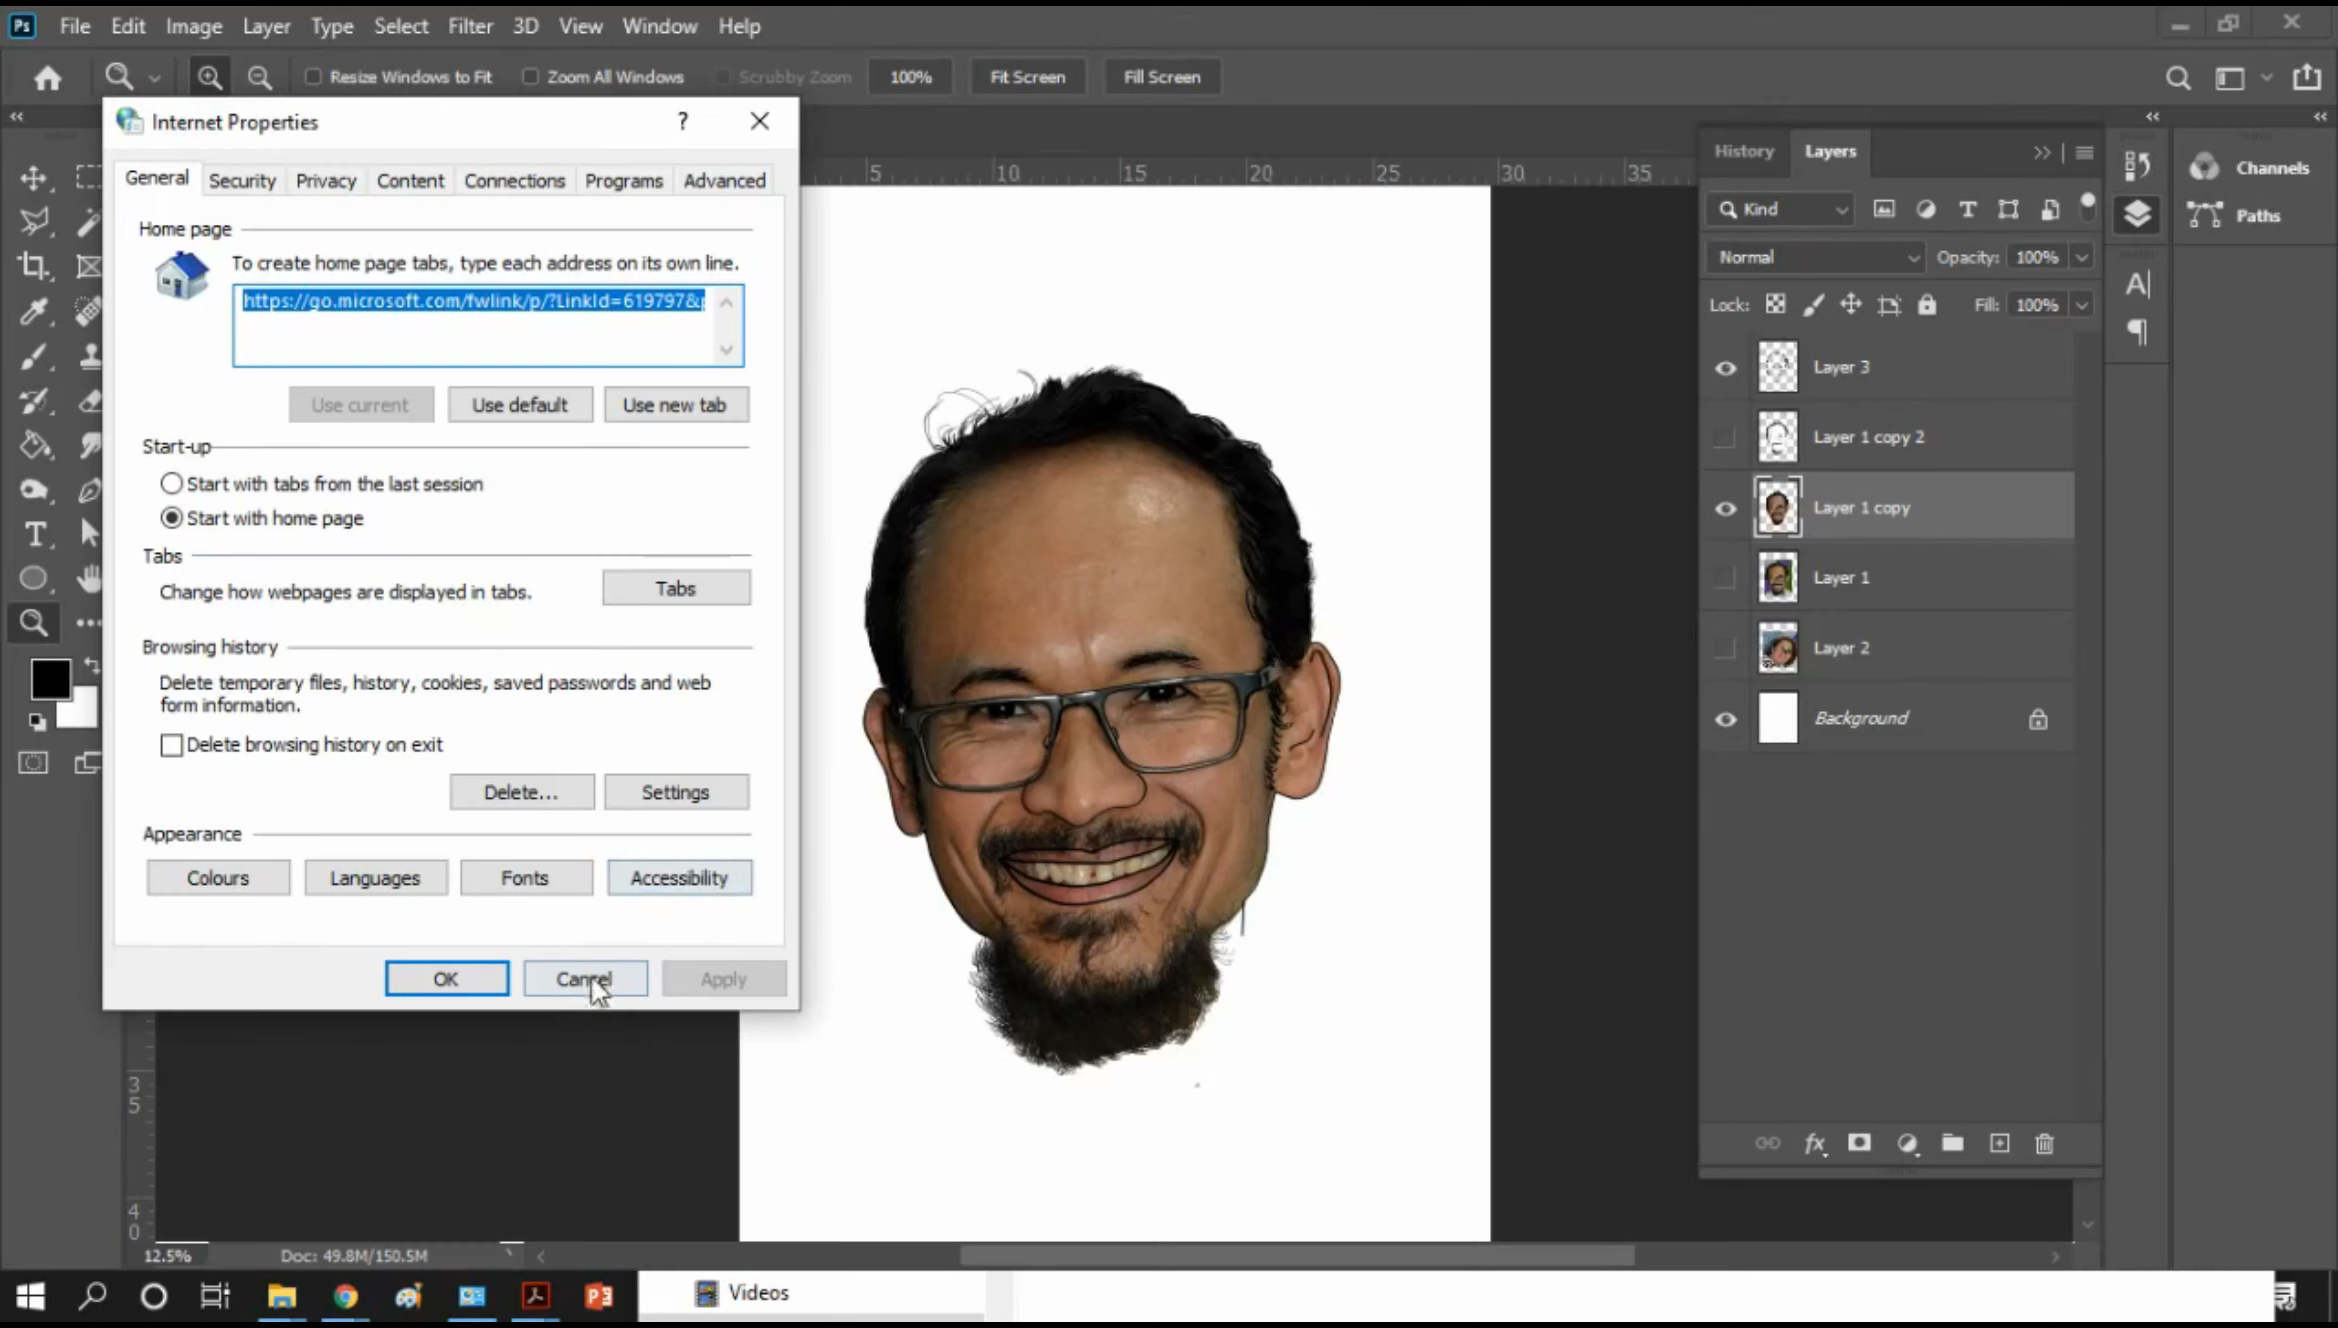 Ps File Edit Image Layer Type Select Filter 3D View Window Help
Resize Windows to Fit Zoom All Windows Scrubby Zoom 100% Fit Screen Fill Screen
Internet Properties ?
General Security Privacy Content Connections Programs Advanced
Home page
To create home page tabs, type each address on its own line.
https://go.microsoft.com/fwlink/p/?LinkId=619797&p
Use current Use default Use new tab
Start-up
Start with tabs from the last session
Start with home page
Tabs
Change how webpages are displayed in tabs.
Tabs
Browsing history
Delete temporary files, history, cookies, saved passwords and web
form information.
Delete browsing history on exit
Delete... Settings
Appearance
Colours Languages Fonts Accessibility
OK Cancel Apply
5 10 15 20 25 30 35
3
5
4
0
History Layers
Kind
Normal Opacity: 100%
Lock: Fill: 100%
Layer 3
Layer 1 copy 2
Layer 1 copy
Layer 1
Layer 2
Background
fx
Channels
Paths
12.5% Doc: 49.8M/150.5M
Videos